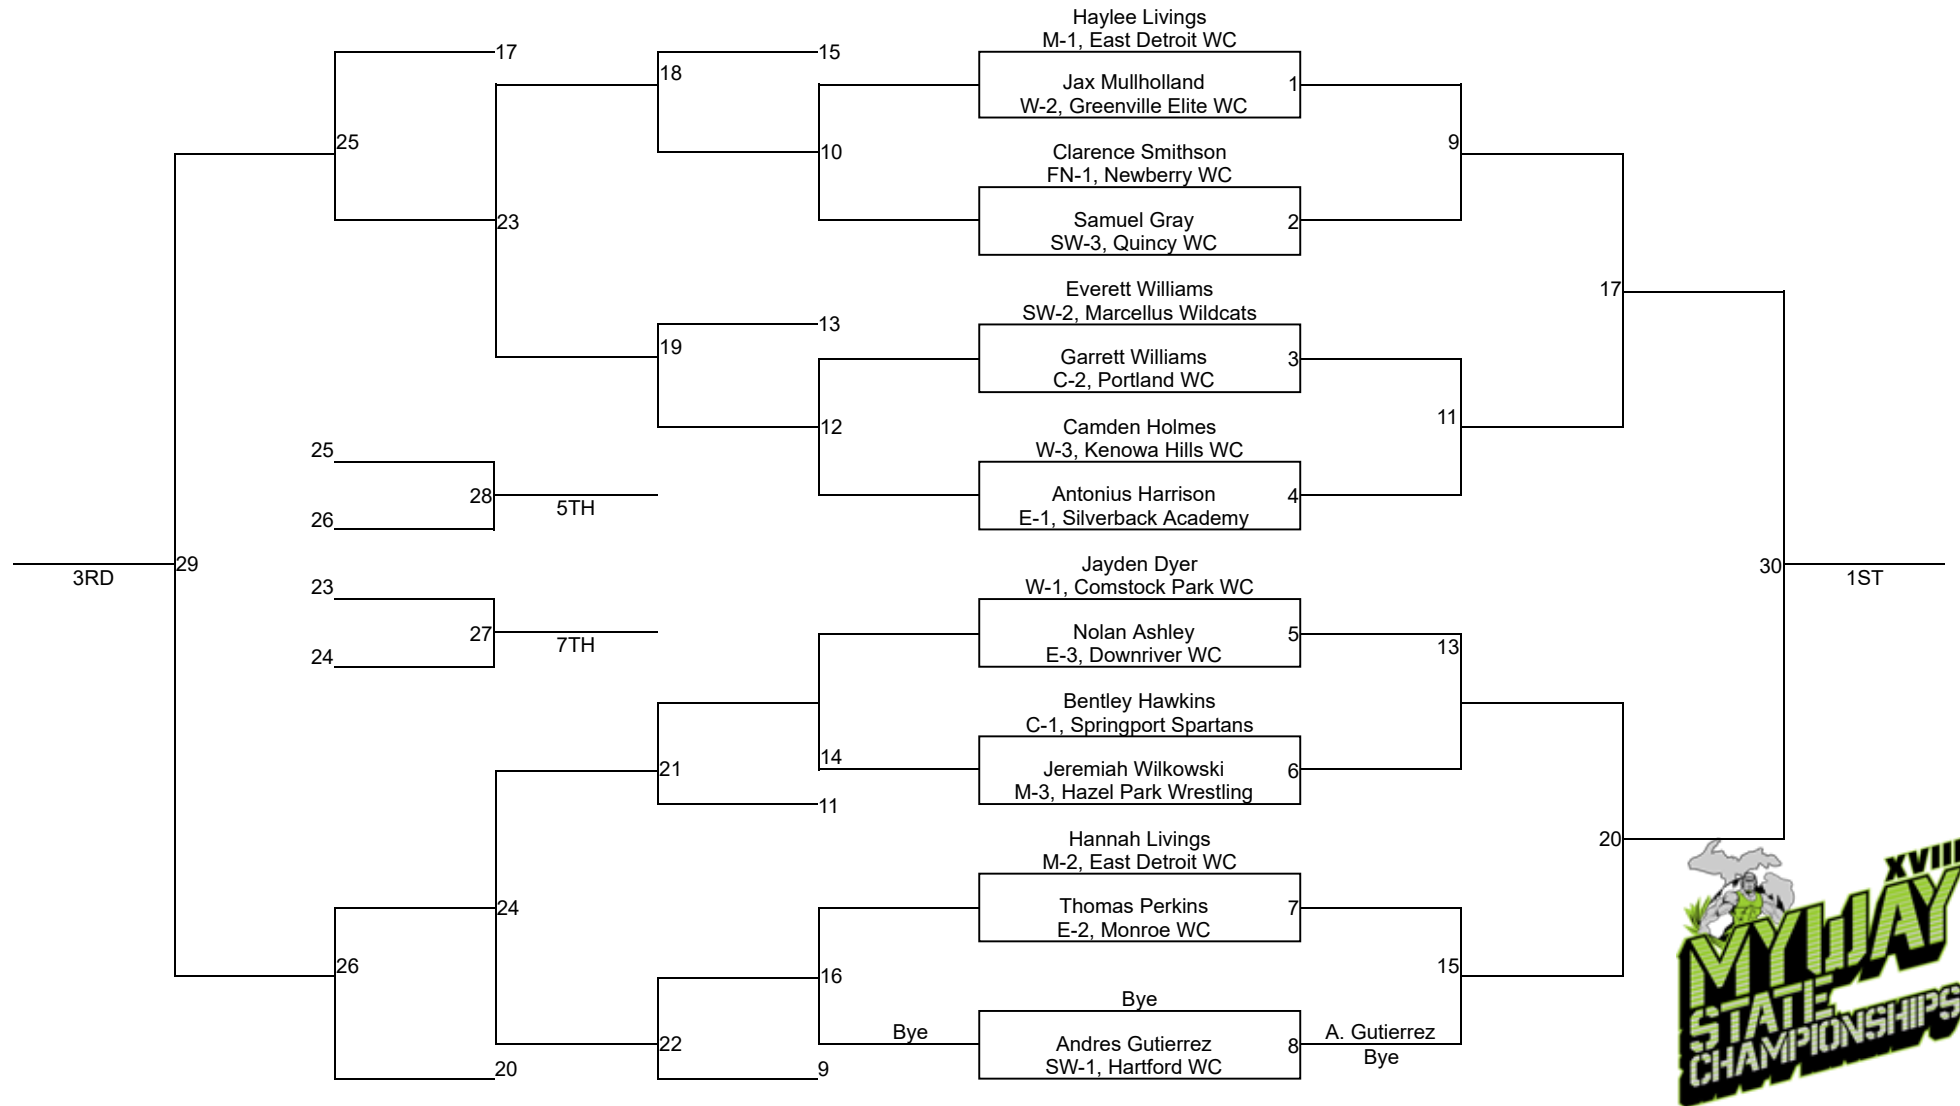 Haylee Livings
M-1, East Detroit WC
17
15
18
Jax Mullholland
1
W-2, Greenville Elite WC
25
10
Clarence Smithson
9
FN-1, Newberry WC
23
Samuel Gray
2
SW-3, Quincy WC
Everett Williams
17
SW-2, Marcellus Wildcats
13
19
Garrett Williams
3
C-2, Portland WC
12
Camden Holmes
11
W-3, Kenowa Hills WC
25
28
5TH
Antonius Harrison
4
E-1, Silverback Academy
26
Jayden Dyer
29
30
3RD
1ST
W-1, Comstock Park WC
23
27
7TH
Nolan Ashley
5
13
E-3, Downriver WC
24
Bentley Hawkins
C-1, Springport Spartans
14
21
Jeremiah Wilkowski
6
M-3, Hazel Park Wrestling
11
Hannah Livings
20
M-2, East Detroit WC
24
Thomas Perkins
7
E-2, Monroe WC
26
16
15
Bye
Bye
A. Gutierrez
22
Andres Gutierrez
8
Bye
SW-1, Hartford WC
20
9
XVIII
MYWAY
STATE
CHAMPIONSHIPS